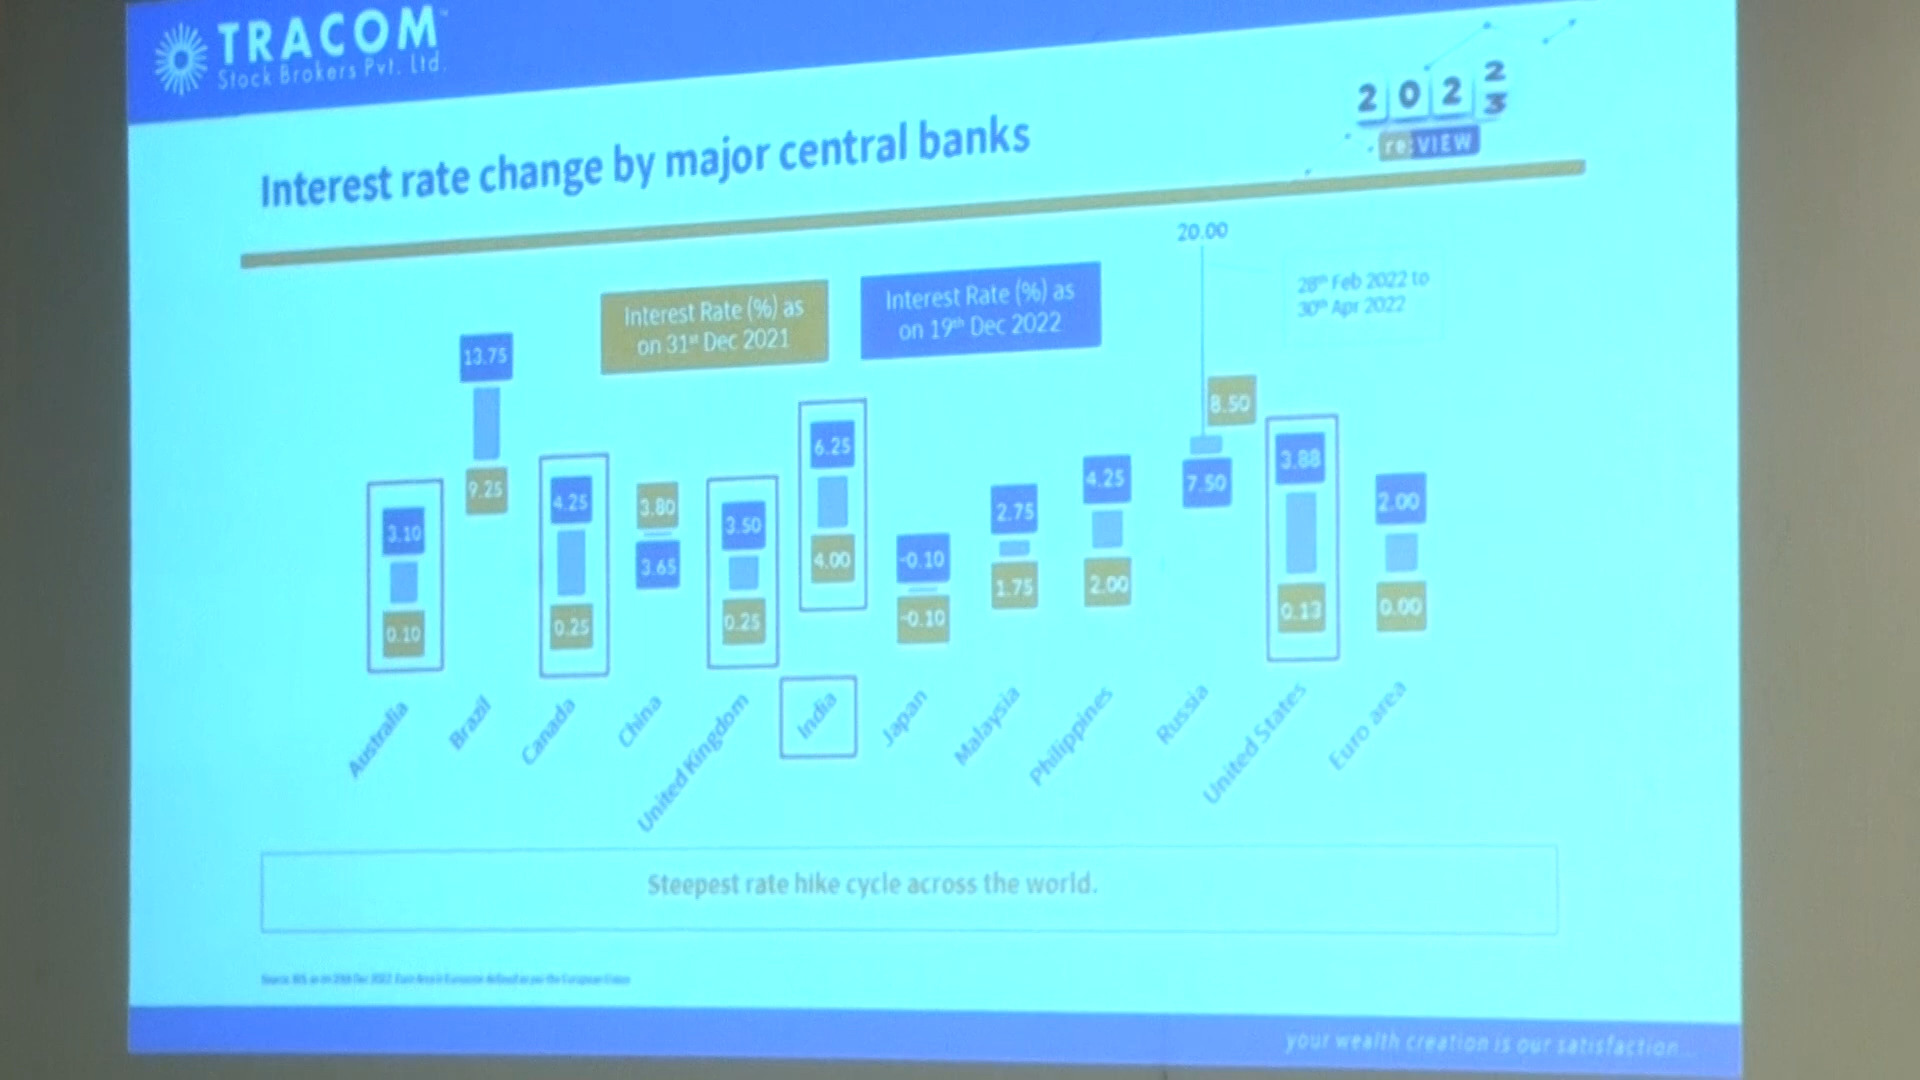 TRACOM
Stock Brokers Pvt. Ltd.
2 0 2 2
3
re:VIEW
Interest rate change by major central banks
20.00
28th Feb 2022 to
30th Apr 2022
Interest Rate (%) as
on 31st Dec 2021
Interest Rate (%) as
on 19th Dec 2022
3.10
0.10
13.75
9.25
4.25
0.25
3.80
3.65
3.50
0.25
6.25
4.00
-0.10
-0.10
2.75
1.75
4.25
2.00
8.50
7.50
3.88
0.13
2.00
0.00
Australia
Brazil
Canada
China
United Kingdom
India
Japan
Malaysia
Philippines
Russia
United States
Euro area
Steepest rate hike cycle across the world.
your wealth creation is our satisfaction...